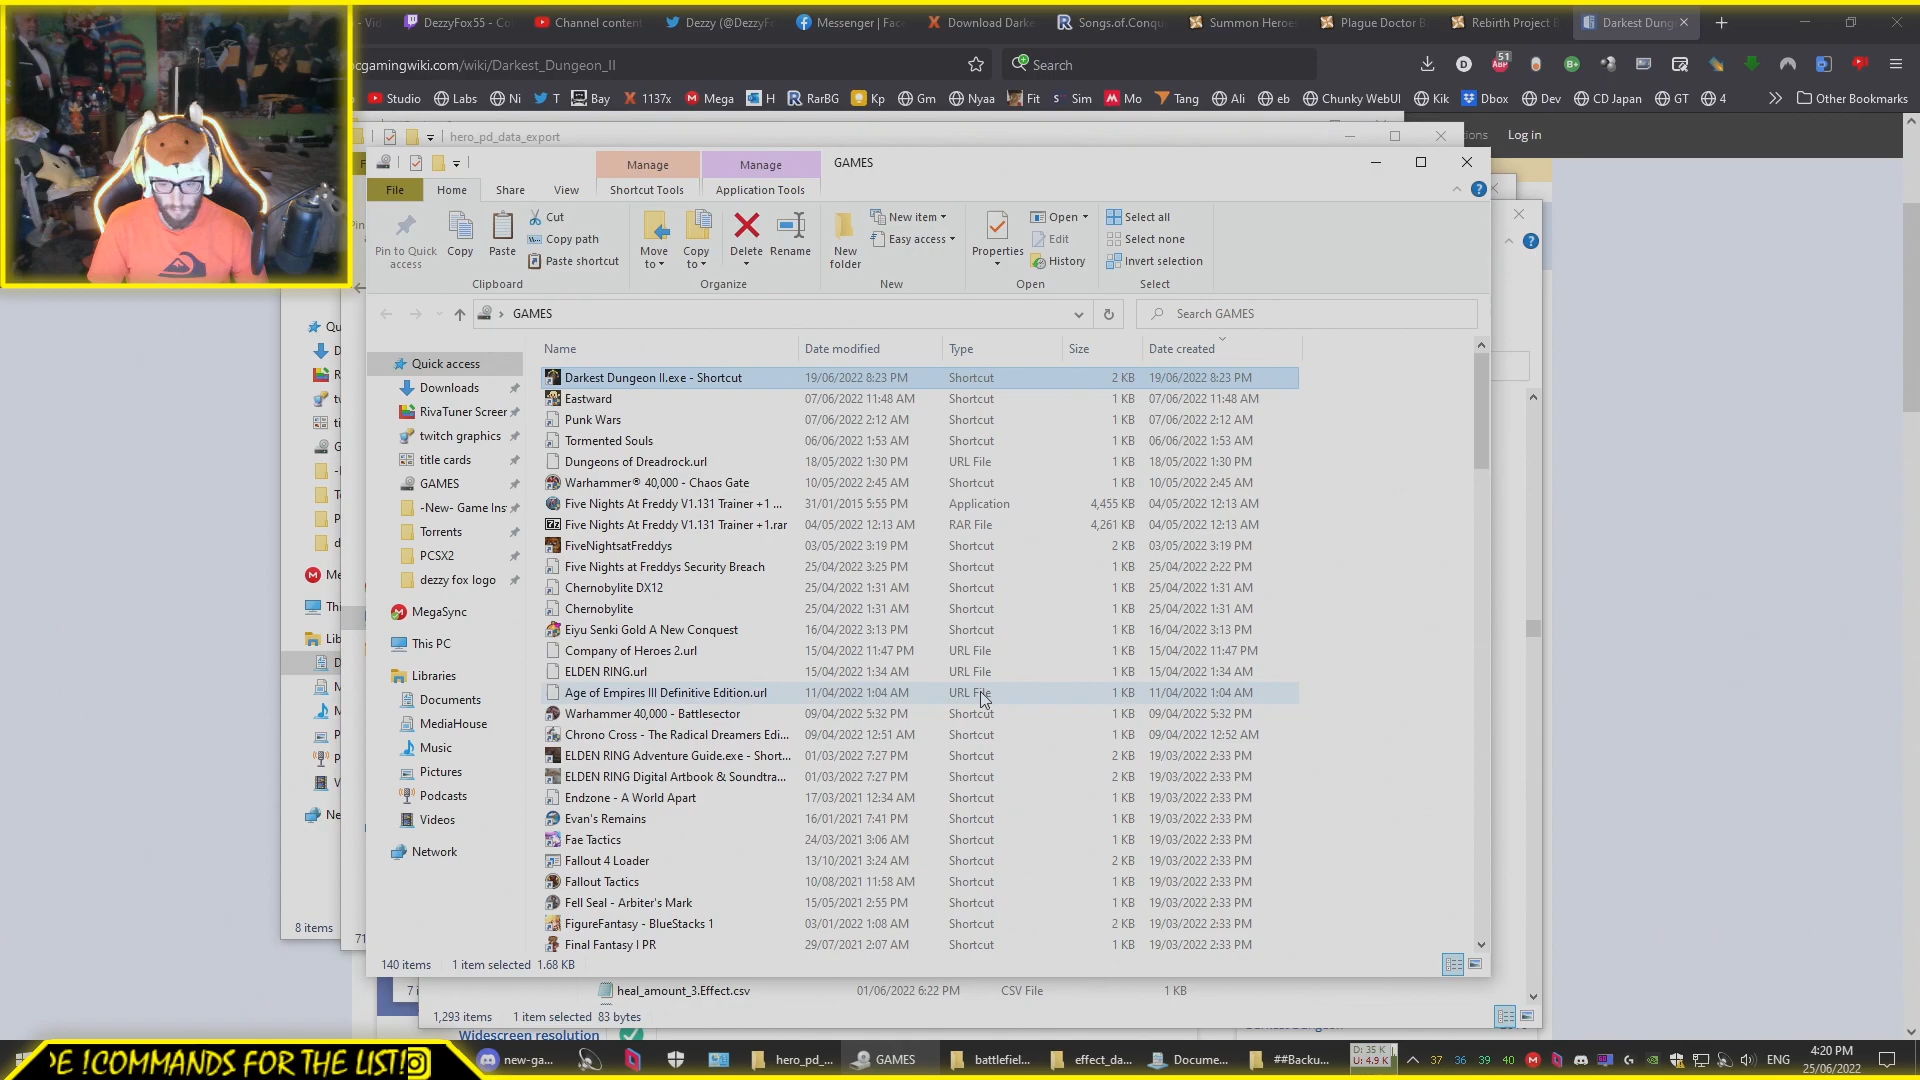 Vid
DezzyFox55 - Co
Channel content
Dezzy (@DezzyF
Messenger | Fac
Download Darke
Songs.of.Conqu
Summon Heroes
Plague Doctor B
Rebirth Project B
Darkest Dung
pcgamingwiki.com/wiki/Darkest_Dungeon_II
Search
51
Studio
Labs
Ni
T
Bay
1137x
Mega
H
RarBG
Kp
Gm
Nyaa
Fit
Sim
Mo
Tang
Ali
eb
Chunky WebUI
Kik
Dbox
Dev
CD Japan
GT
4
Other Bookmarks
hero_pd_data_export
Log in
Manage
Manage
GAMES
File
Home
Share
View
Shortcut Tools
Application Tools
Pin to Quick access
Copy
Paste
Cut
Copy path
Paste shortcut
Move to
Copy to
Delete
Rename
New folder
New item
Easy access
Properties
Open
Edit
History
Select all
Select none
Invert selection
Clipboard
Organize
New
Open
Select
GAMES
Search GAMES
Name Date modified Type Size Date created
Quick access
Downloads
RivaTuner Screer
twitch graphics
title cards
GAMES
-New- Game Ins
Torrents
PCSX2
dezzy fox logo
MegaSync
This PC
Libraries
Documents
MediaHouse
Music
Pictures
Podcasts
Videos
Network
Darkest Dungeon II.exe - Shortcut 19/06/2022 8:23 PM Shortcut 2 KB 19/06/2022 8:23 PM
Eastward 07/06/2022 11:48 AM Shortcut 1 KB 07/06/2022 11:48 AM
Punk Wars 07/06/2022 2:12 AM Shortcut 1 KB 07/06/2022 2:12 AM
Tormented Souls 06/06/2022 1:53 AM Shortcut 1 KB 06/06/2022 1:53 AM
Dungeons of Dreadrock.url 18/05/2022 1:30 PM URL File 1 KB 18/05/2022 1:30 PM
Warhammer® 40,000 - Chaos Gate 10/05/2022 2:45 AM Shortcut 1 KB 10/05/2022 2:45 AM
Five Nights At Freddy V1.131 Trainer +1 ... 31/01/2015 5:55 PM Application 4,455 KB 04/05/2022 12:13 AM
Five Nights At Freddy V1.131 Trainer +1.rar 04/05/2022 12:13 AM RAR File 4,261 KB 04/05/2022 12:13 AM
FiveNightsatFreddys 03/05/2022 3:19 PM Shortcut 2 KB 03/05/2022 3:19 PM
Five Nights at Freddys Security Breach 25/04/2022 3:25 PM Shortcut 1 KB 25/04/2022 2:22 PM
Chernobylite DX12 25/04/2022 1:31 AM Shortcut 1 KB 25/04/2022 1:31 AM
Chernobylite 25/04/2022 1:31 AM Shortcut 1 KB 25/04/2022 1:31 AM
Eiyu Senki Gold A New Conquest 16/04/2022 3:13 PM Shortcut 1 KB 16/04/2022 3:13 PM
Company of Heroes 2.url 15/04/2022 11:47 PM URL File 1 KB 15/04/2022 11:47 PM
ELDEN RING.url 15/04/2022 1:34 AM URL File 1 KB 15/04/2022 1:34 AM
Age of Empires III Definitive Edition.url 11/04/2022 1:04 AM URL File 1 KB 11/04/2022 1:04 AM
Warhammer 40,000 - Battlesector 09/04/2022 5:32 PM Shortcut 1 KB 09/04/2022 5:32 PM
Chrono Cross - The Radical Dreamers Edi... 09/04/2022 12:51 AM Shortcut 1 KB 09/04/2022 12:52 AM
ELDEN RING Adventure Guide.exe - Short... 01/03/2022 7:27 PM Shortcut 2 KB 19/03/2022 2:33 PM
ELDEN RING Digital Artbook & Soundtra... 01/03/2022 7:27 PM Shortcut 2 KB 19/03/2022 2:33 PM
Endzone - A World Apart 17/03/2021 12:34 AM Shortcut 1 KB 19/03/2022 2:33 PM
Evan's Remains 16/01/2021 7:41 PM Shortcut 1 KB 19/03/2022 2:33 PM
Fae Tactics 24/03/2021 3:06 AM Shortcut 1 KB 19/03/2022 2:33 PM
Fallout 4 Loader 13/10/2021 3:24 AM Shortcut 2 KB 19/03/2022 2:33 PM
Fallout Tactics 10/08/2021 11:58 AM Shortcut 1 KB 19/03/2022 2:33 PM
Fell Seal - Arbiter's Mark 15/05/2021 2:55 PM Shortcut 1 KB 19/03/2022 2:33 PM
FigureFantasy - BlueStacks 1 03/01/2022 1:08 AM Shortcut 2 KB 19/03/2022 2:33 PM
Final Fantasy I PR 29/07/2021 2:07 AM Shortcut 1 KB 19/03/2022 2:33 PM
8 items
140 items 1 item selected 1.68 KB
heal_amount_3.Effect.csv 01/06/2022 6:22 PM CSV File 1 KB
1,293 items 1 item selected 83 bytes
Widescreen resolution
E !COMMANDS FOR THE LIST!
new-ga...
hero_pd_...
GAMES
battlefiel...
effect_da...
Docume...
##Backu...
D: 35 K
U: 4.9 K
37 36 39 40
ENG
4:20 PM
25/06/2022